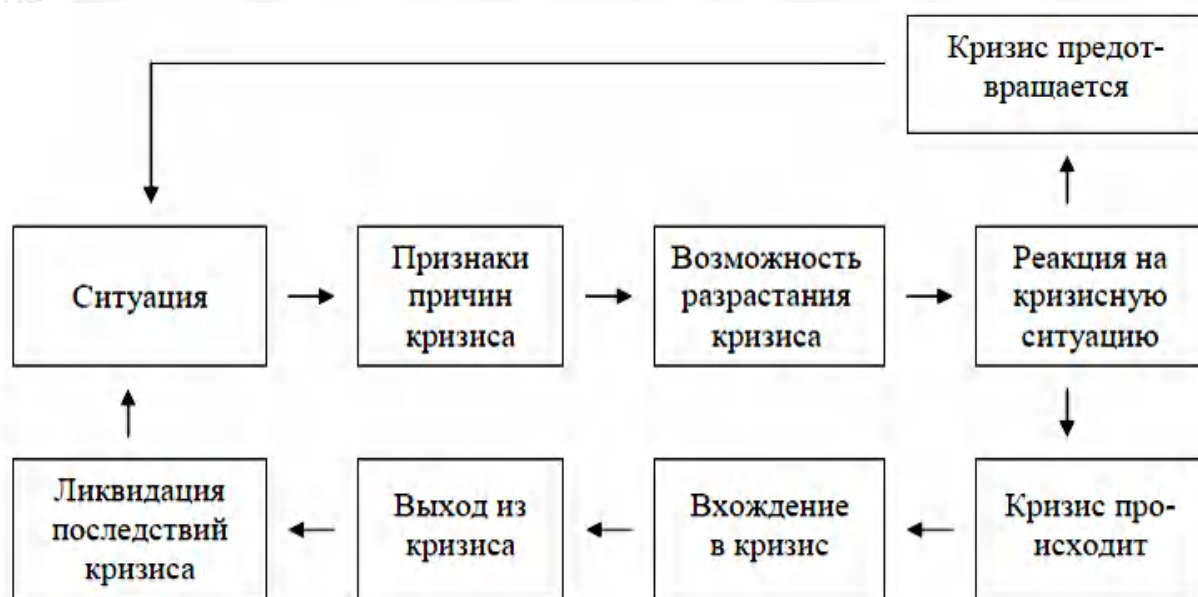 Кризис предот-
вращается
Ситуация
Признаки
причин
кризиса
Возможность
разрастания
кризиса
Реакция на
кризисную
ситуацию
Ликвидация
последствий
кризиса
Выход из
кризиса
Вхождение
в кризис
Кризис про-
исходит